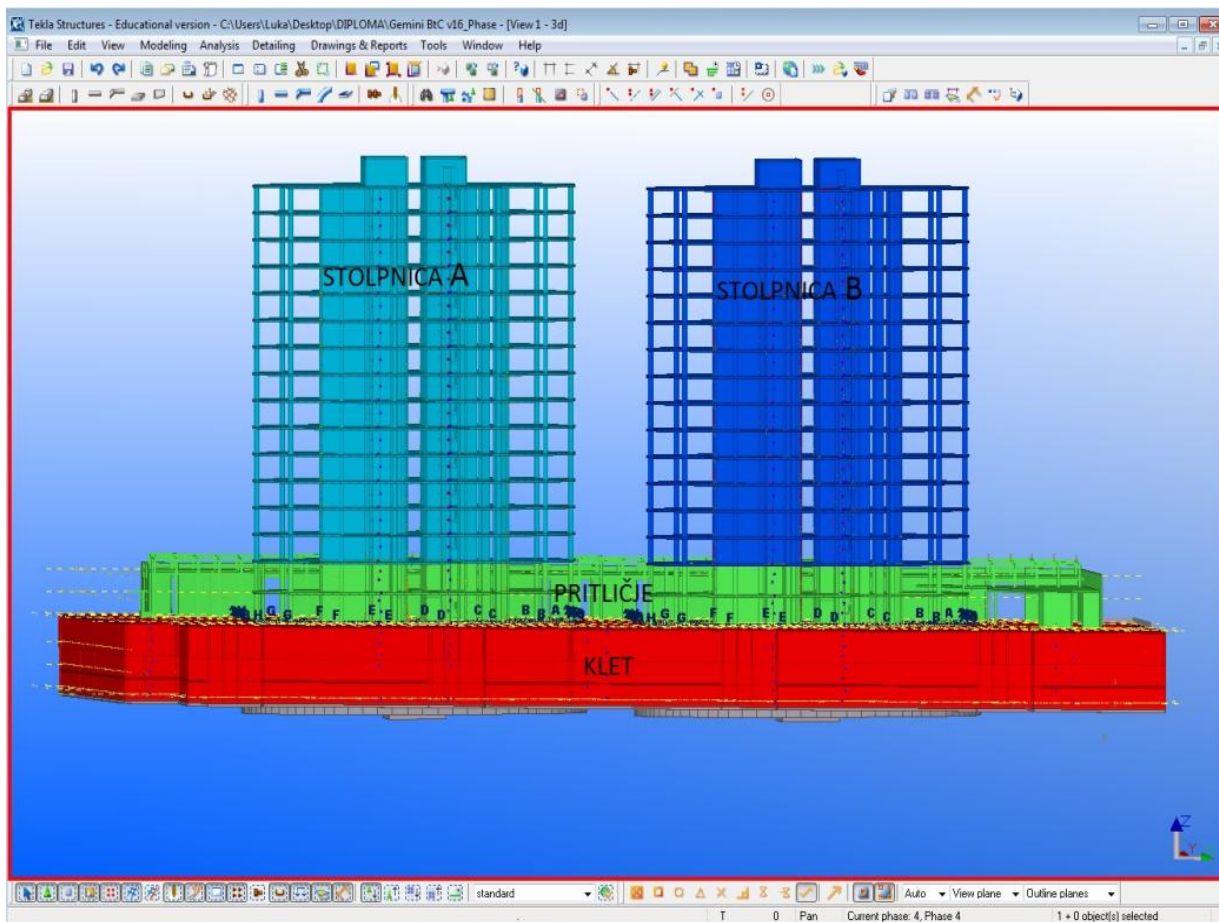 Tekla Structures - Educational version - C:\Users\Luka\Desktop\DIPLOMA\Gemini BtC v16_Phase - [View 1 - 3d]
File Edit View Modeling Analysis Detailing Drawings & Reports Tools Window Help
STOLPNICA A
STOLPNICA B
PRITLIČJE
H G G F F E E D D C C B B A
H G G F F E E D D C C B B A
KLET
Z
Y
standard
Auto View plane Outline planes
T 0 Pan Current phase: 4, Phase 4 1 + 0 object(s) selected